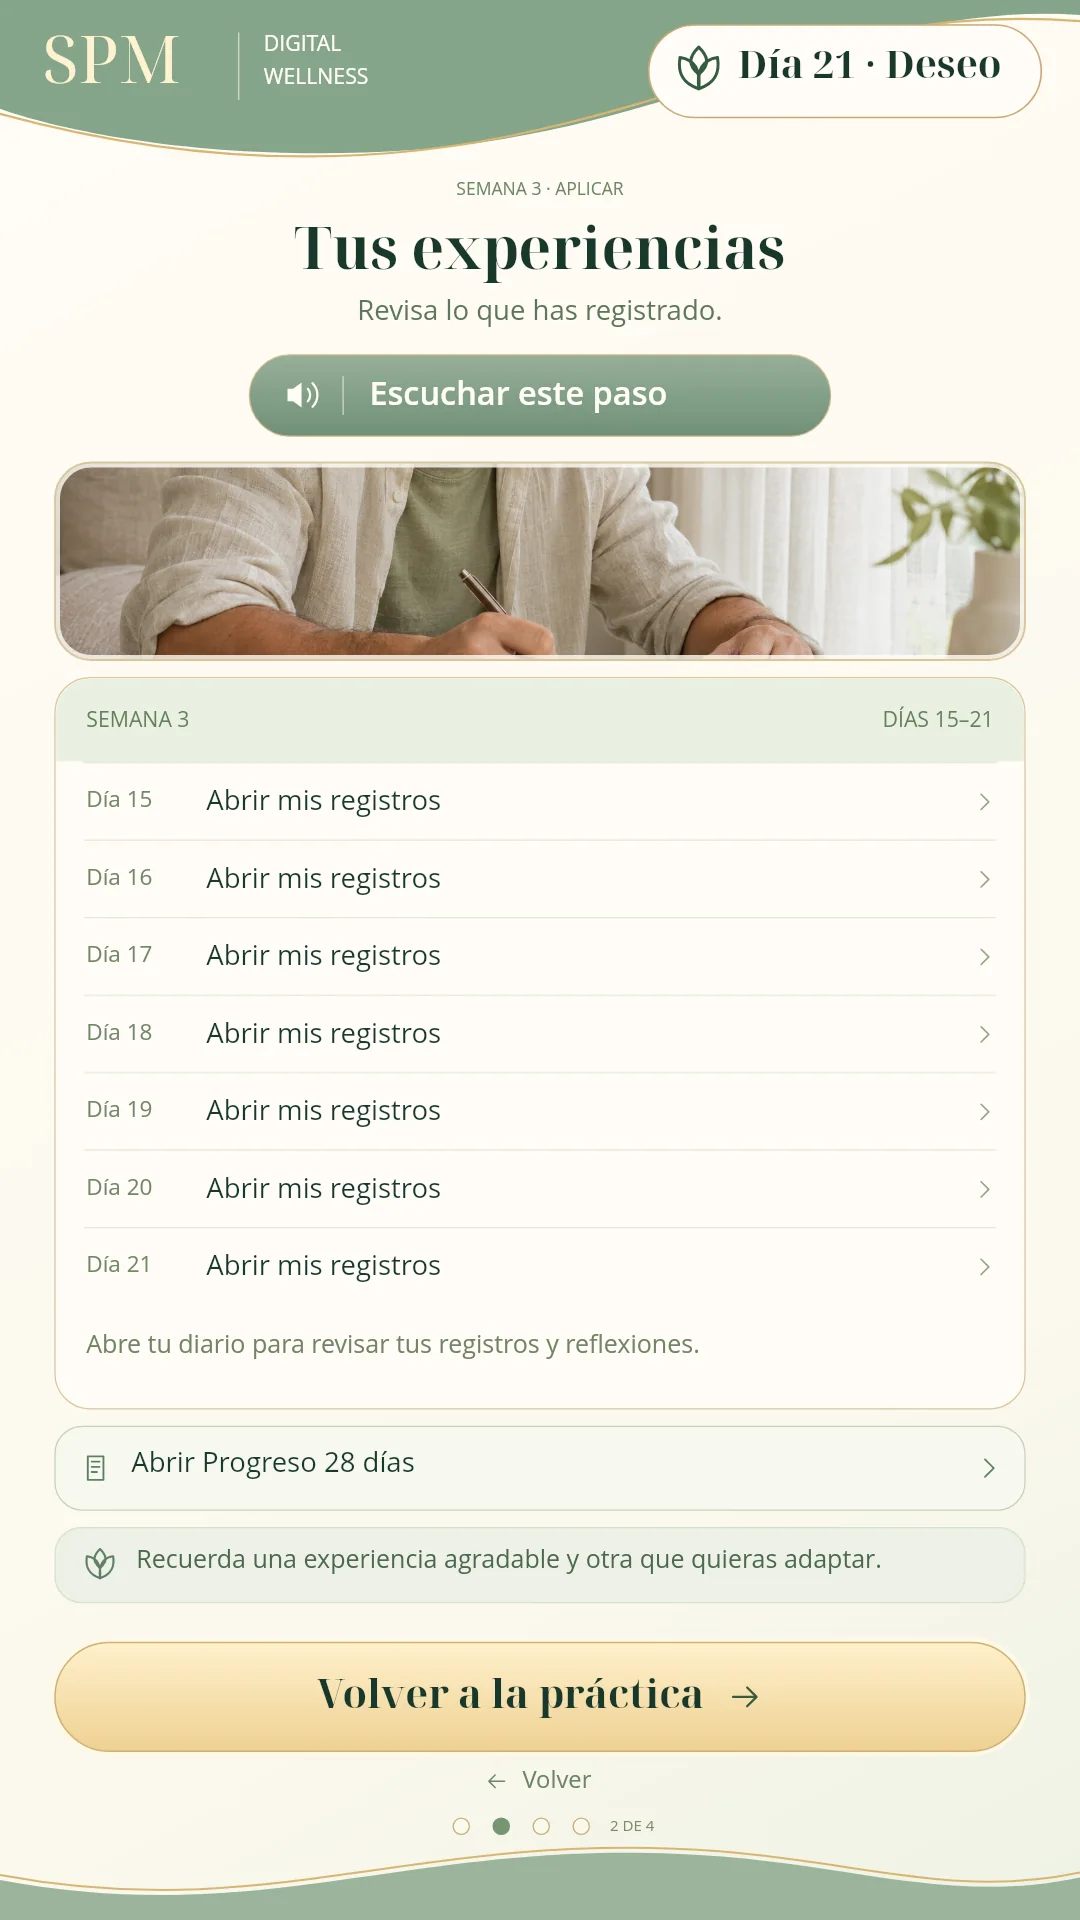 SPM
DIGITAL
WELLNESS
Día 21 · Deseo
SEMANA 3 · APLICAR
Tus experiencias
Revisa lo que has registrado.
Escuchar este paso
SEMANA 3 DÍAS 15–21
Día 15 Abrir mis registros
Día 16 Abrir mis registros
Día 17 Abrir mis registros
Día 18 Abrir mis registros
Día 19 Abrir mis registros
Día 20 Abrir mis registros
Día 21 Abrir mis registros
Abre tu diario para revisar tus registros y reflexiones.
Abrir Progreso 28 días
Recuerda una experiencia agradable y otra que quieras adaptar.
Volver a la práctica →
← Volver
2 DE 4